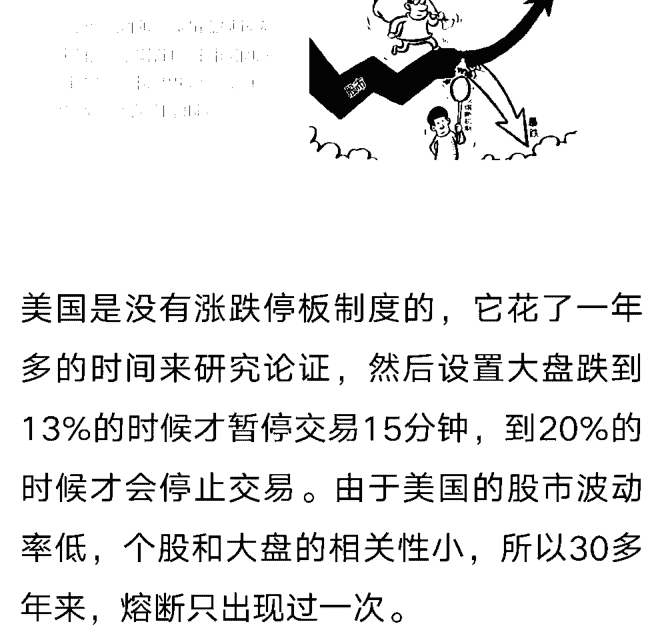 股市
暴跌
美国是没有涨跌停板制度的，它花了一年
多的时间来研究论证，然后设置大盘跌到
13%的时候才暂停交易15分钟，到20%的
时候才会停止交易。由于美国的股市波动
率低，个股和大盘的相关性小，所以30多
年来，熔断只出现过一次。